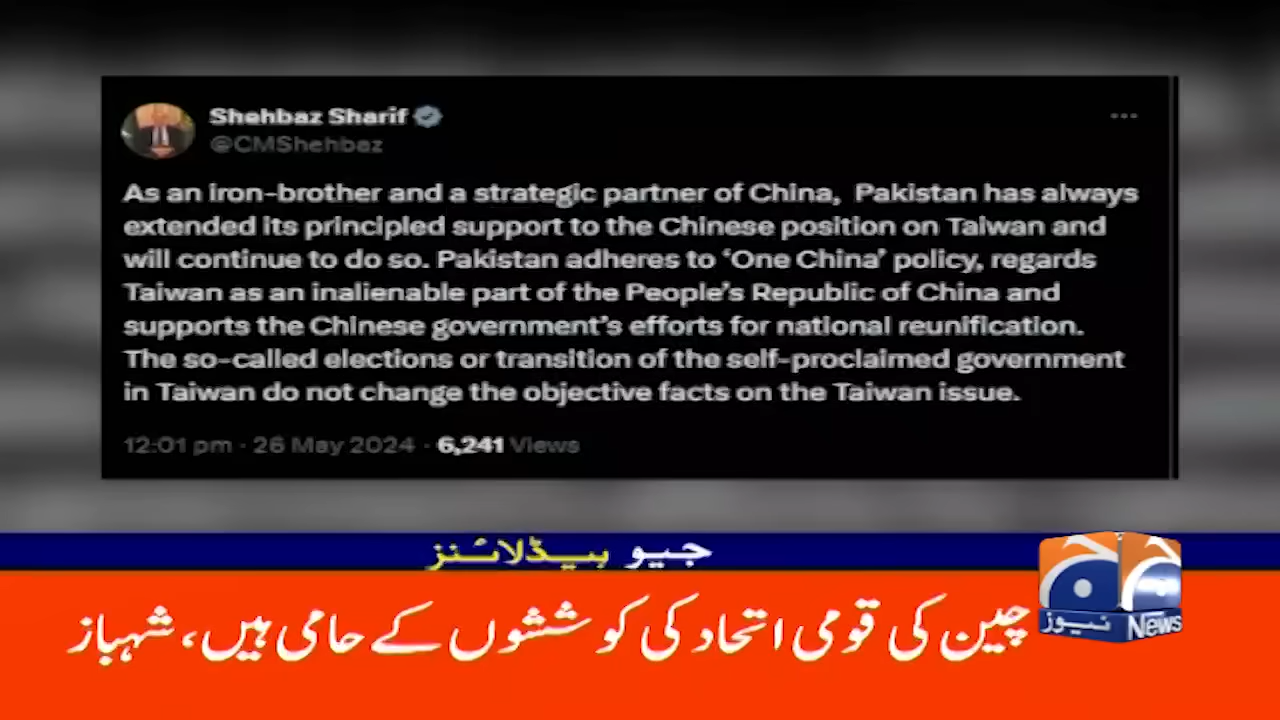 Shehbaz Sharif
@CMShehbaz
As an iron-brother and a strategic partner of China, Pakistan has always
extended its principled support to the Chinese position on Taiwan and
will continue to do so. Pakistan adheres to ‘One China’ policy, regards
Taiwan as an inalienable part of the People’s Republic of China and
supports the Chinese government’s efforts for national reunification.
The so-called elections or transition of the self-proclaimed government
in Taiwan do not change the objective facts on the Taiwan issue.
12:01 pm · 26 May 2024 · 6,241 Views
جیو ہیڈلائنز
چین کی قومی اتحاد کی کوششوں کے حامی ہیں، شہباز
نیوز News